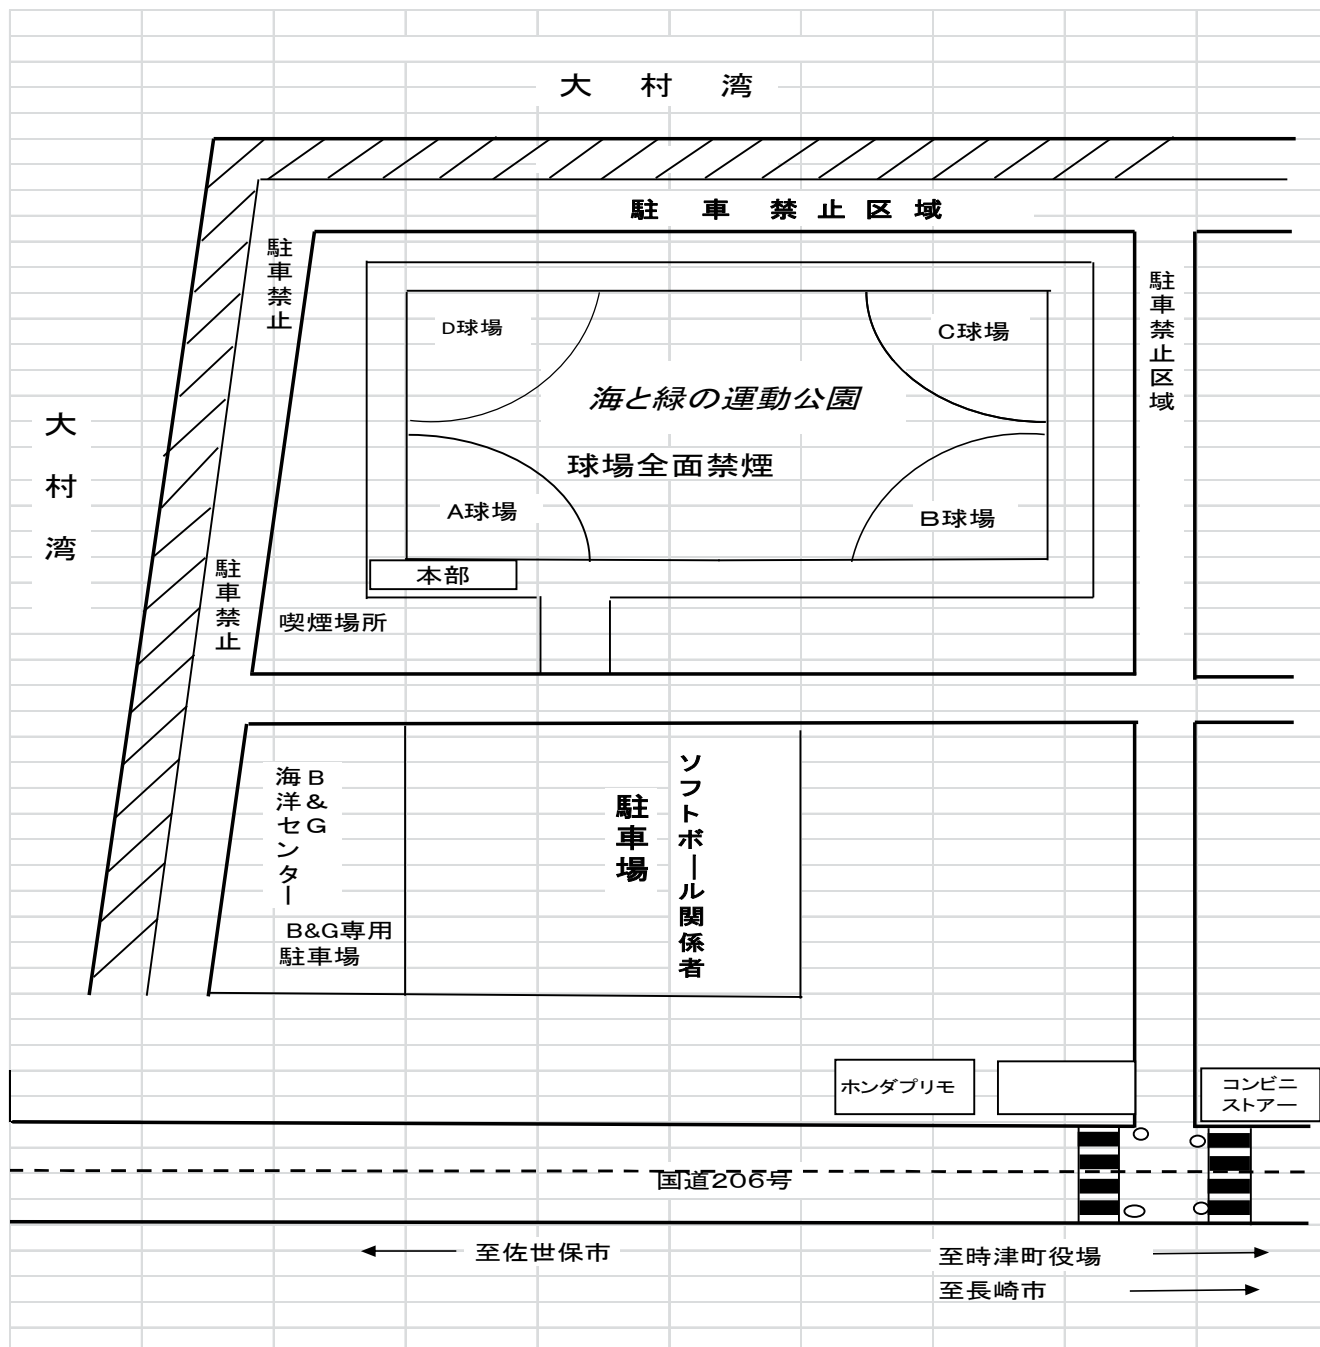 大村湾
駐車禁止区域
駐車禁止
駐車禁止区域
D球場
C球場
海と緑の運動公園
大村湾
球場全面禁煙
A球場
B球場
本部
駐車禁止
喫煙場所
B&G
海洋センター
ソフトボール関係者
駐車場
B&G専用
駐車場
ホンダプリモ
コンビニ
ストアー
国道206号
至佐世保市
至時津町役場
至長崎市